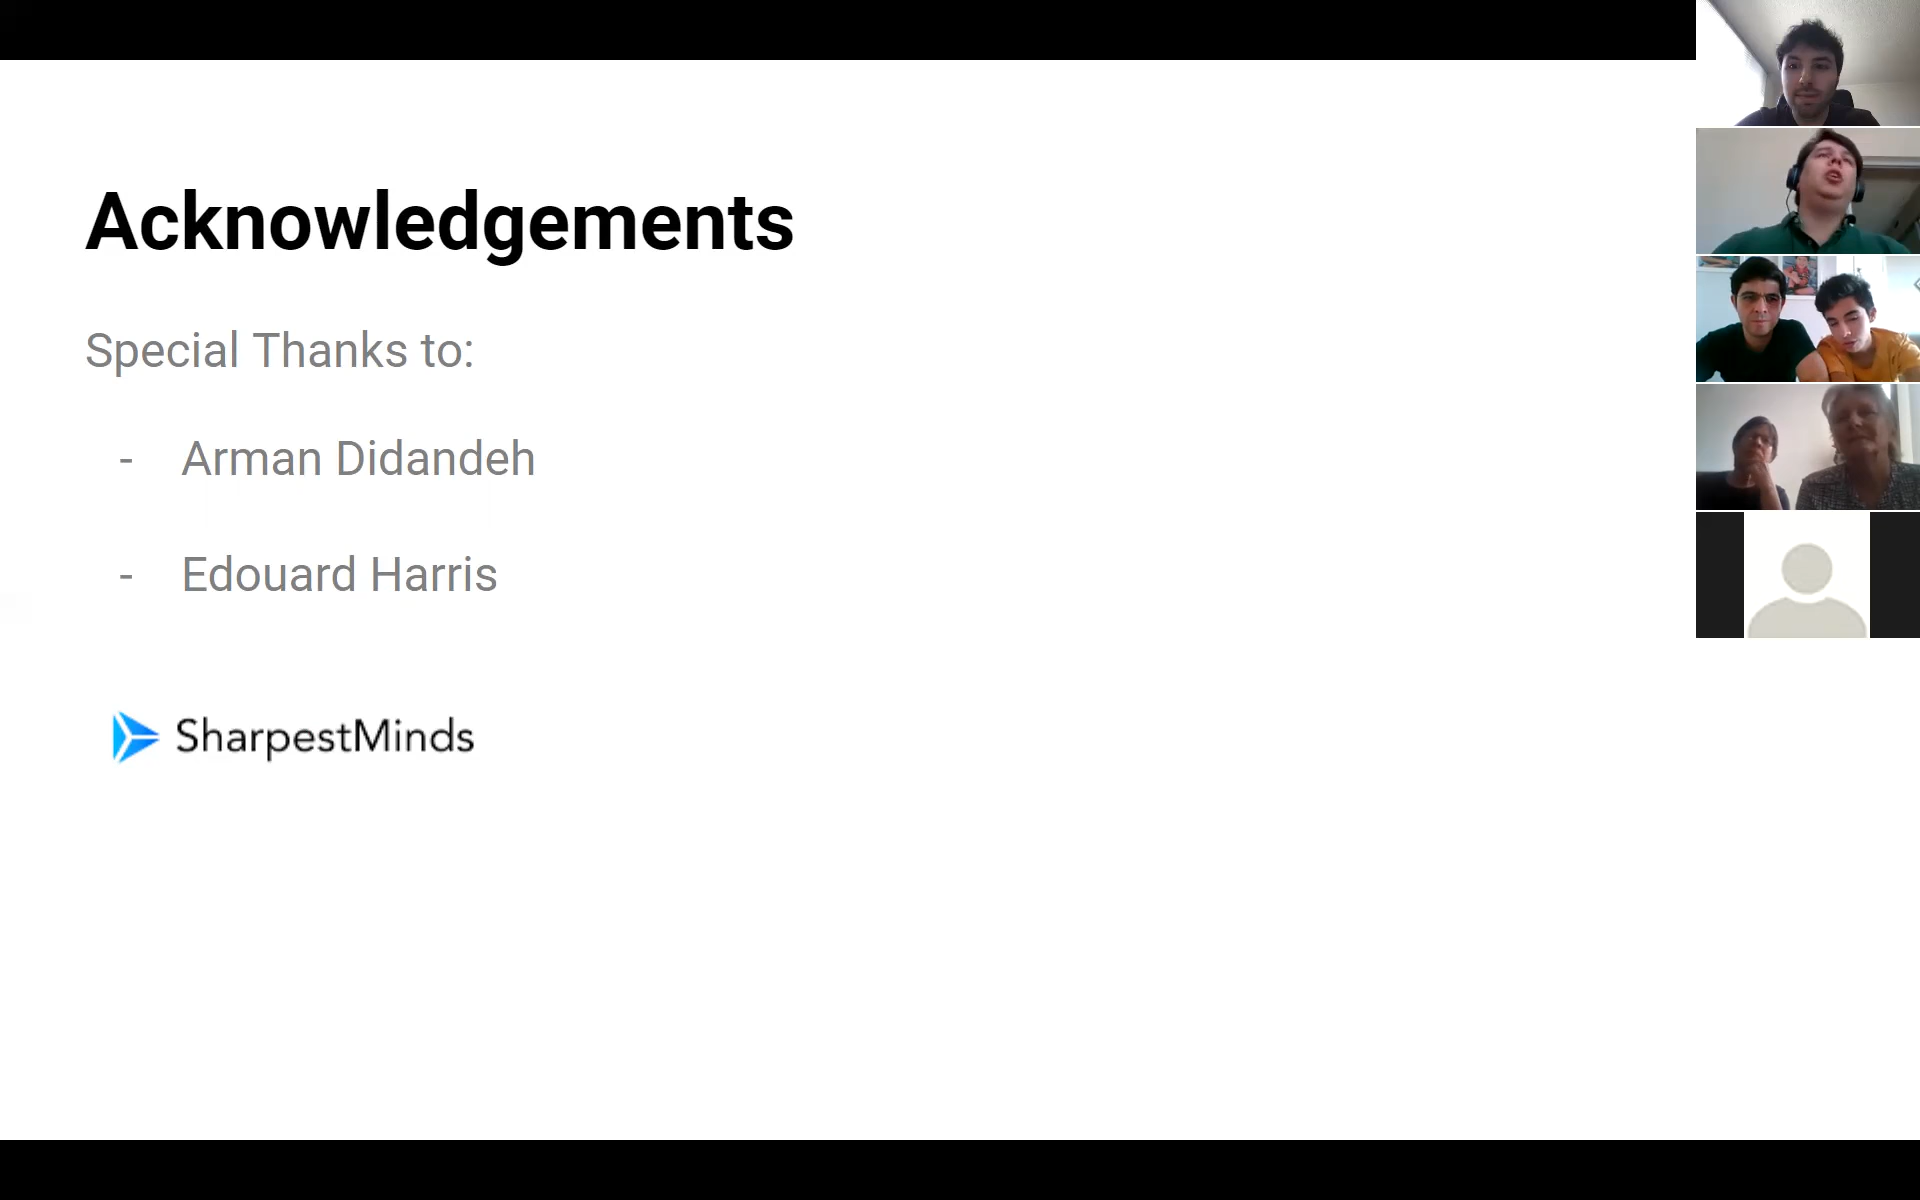 Acknowledgements
Special Thanks to:
- Arman Didandeh
- Edouard Harris
SharpestMinds